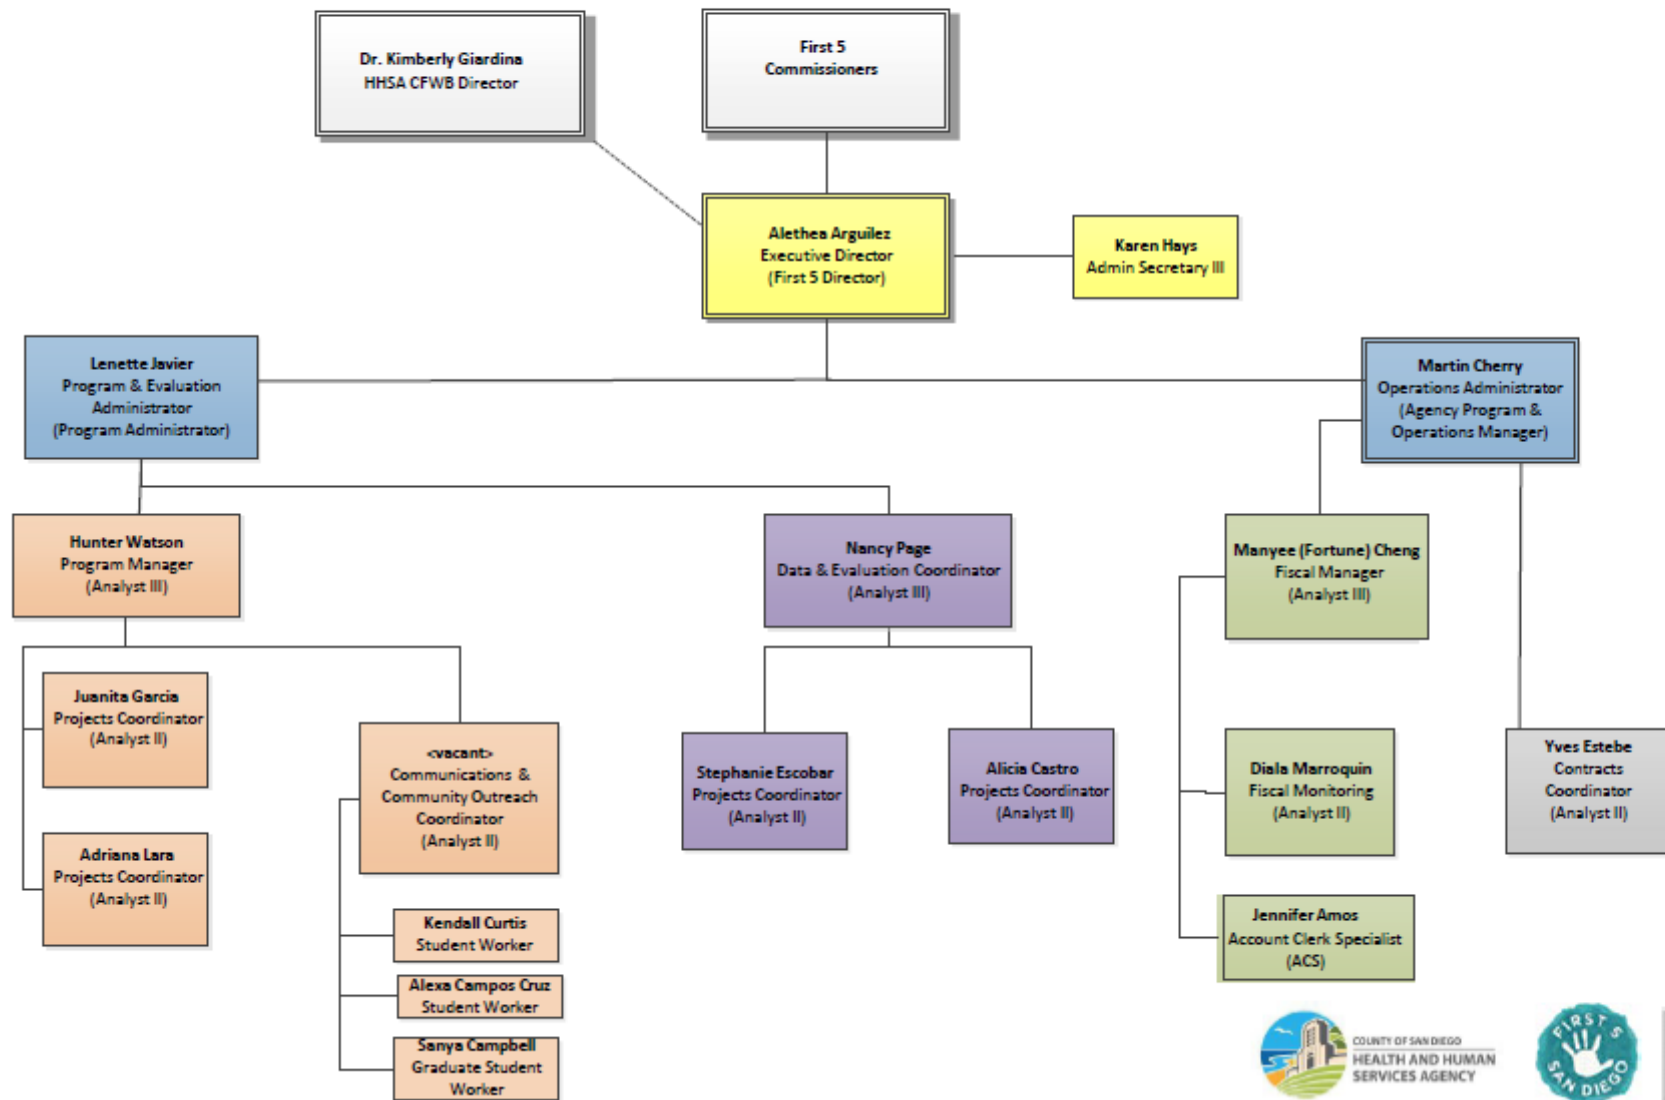 Dr. Kimberly Giardina
HHSA CFWB Director
First 5
Commissioners
Alethea Arguilez
Executive Director
(First 5 Director)
Karen Hays
Admin Secretary III
Lenette Javier
Program & Evaluation
Administrator
(Program Administrator)
Martin Cherry
Operations Administrator
(Agency Program &
Operations Manager)
Hunter Watson
Program Manager
(Analyst III)
Nancy Page
Data & Evaluation Coordinator
(Analyst III)
Manyee (Fortune) Cheng
Fiscal Manager
(Analyst III)
Juanita Garcia
Projects Coordinator
(Analyst II)
<vacant>
Communications &
Community Outreach
Coordinator
(Analyst II)
Stephanie Escobar
Projects Coordinator
(Analyst II)
Alicia Castro
Projects Coordinator
(Analyst II)
Diala Marroquin
Fiscal Monitoring
(Analyst II)
Yves Estebe
Contracts
Coordinator
(Analyst II)
Adriana Lara
Projects Coordinator
(Analyst II)
Kendall Curtis
Student Worker
Alexa Campos Cruz
Student Worker
Sanya Campbell
Graduate Student
Worker
Jennifer Amos
Account Clerk Specialist
(ACS)
COUNTY OF SAN DIEGO
HEALTH AND HUMAN
SERVICES AGENCY
FIRST 5
SAN DIEGO